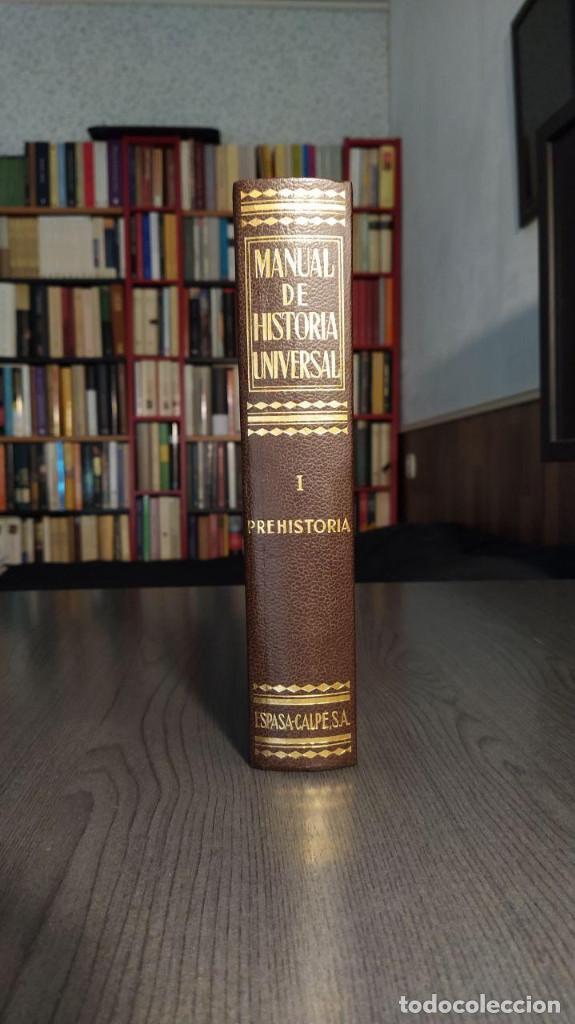 MANUAL
DE
HISTORIA
UNIVERSAL
I
PREHISTORIA
ESPASA-CALPE, S.A.
todocoleccion